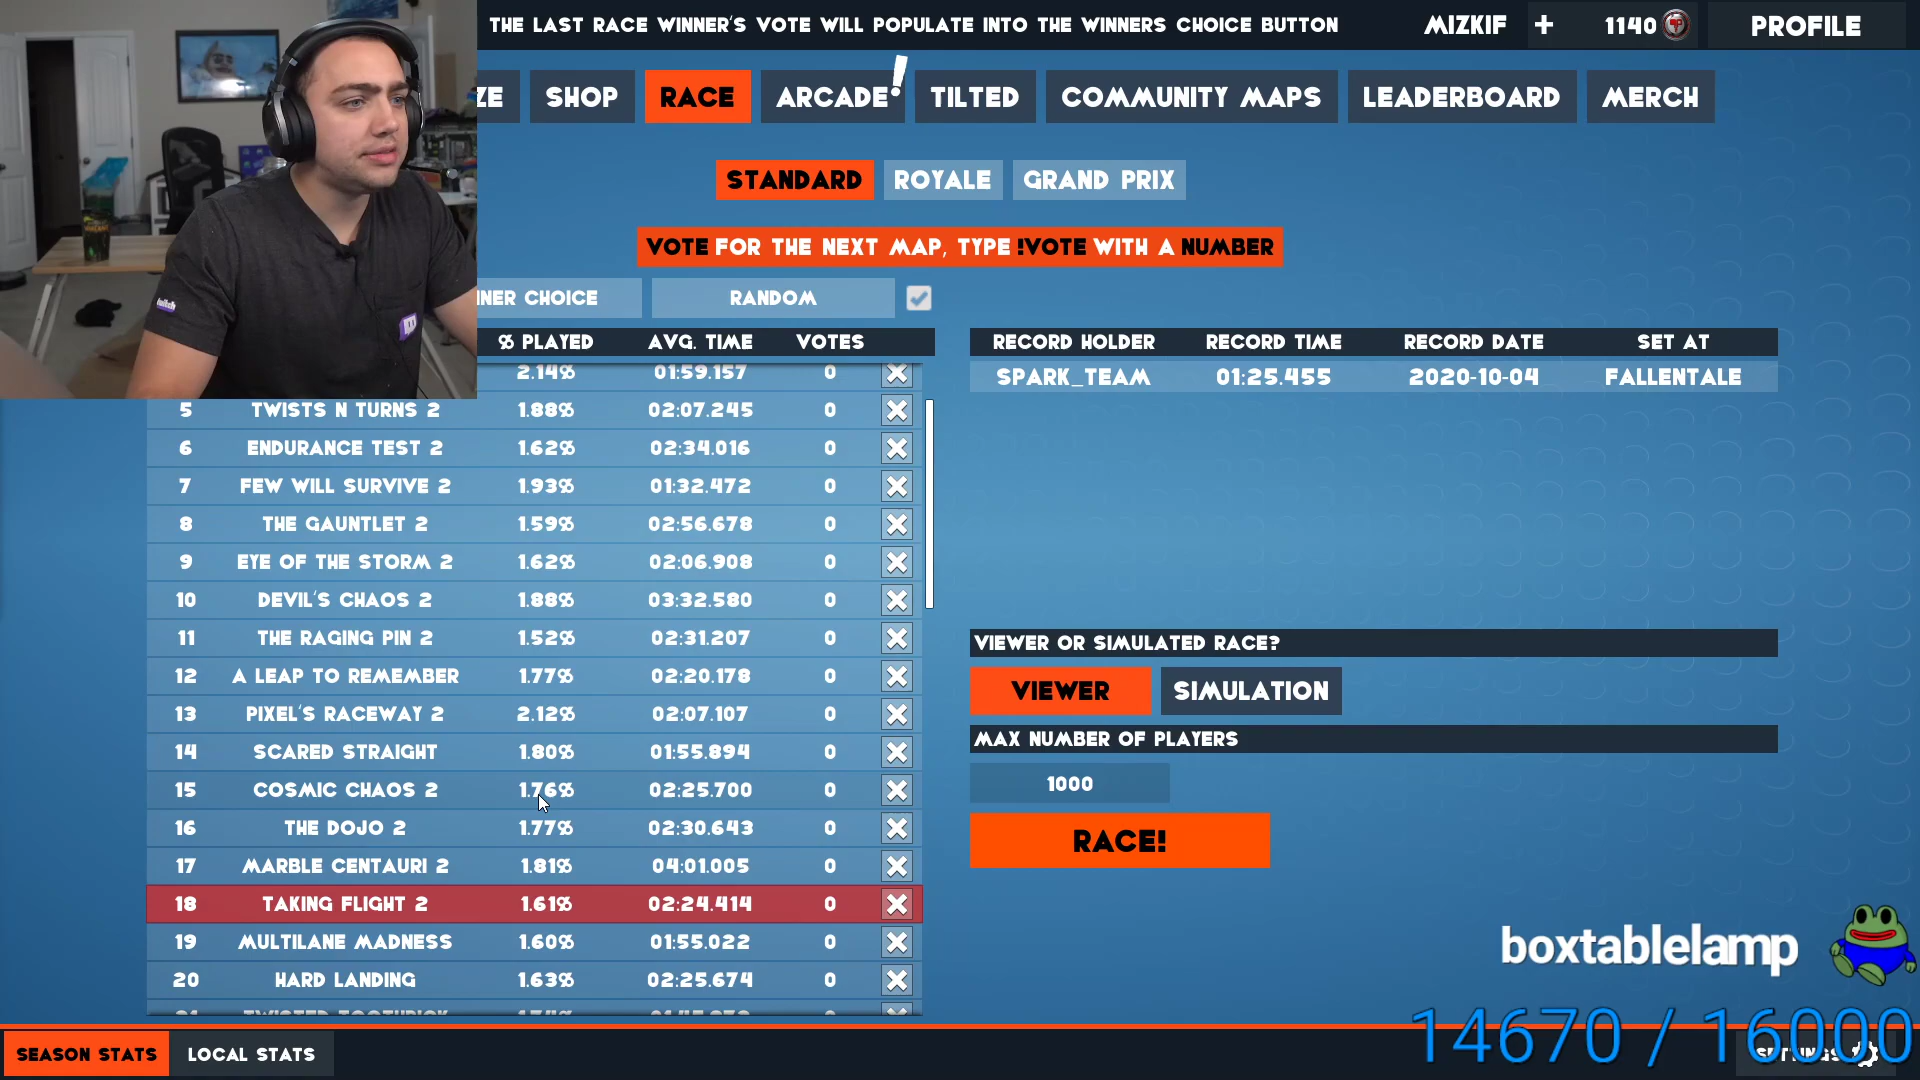 THE LAST RACE WINNER'S VOTE WILL POPULATE INTO THE WINNERS CHOICE BUTTON
MIZKIF + 1140 PROFILE
ZE SHOP RACE ARCADE! TILTED COMMUNITY MAPS LEADERBOARD MERCH
STANDARD ROYALE GRAND PRIX
VOTE FOR THE NEXT MAP, TYPE !VOTE WITH A NUMBER
NER CHOICE RANDOM
% PLAYED AVG. TIME VOTES
2.14% 01:59.157 0
5 TWISTS N TURNS 2 1.88% 02:07.245 0
6 ENDURANCE TEST 2 1.62% 02:34.016 0
7 FEW WILL SURVIVE 2 1.93% 01:32.472 0
8 THE GAUNTLET 2 1.59% 02:56.678 0
9 EYE OF THE STORM 2 1.62% 02:06.908 0
10 DEVIL'S CHAOS 2 1.88% 03:32.580 0
11 THE RAGING PIN 2 1.52% 02:31.207 0
12 A LEAP TO REMEMBER 1.77% 02:20.178 0
13 PIXEL'S RACEWAY 2 2.12% 02:07.107 0
14 SCARED STRAIGHT 1.80% 01:55.894 0
15 COSMIC CHAOS 2 1.76% 02:25.700 0
16 THE DOJO 2 1.77% 02:30.643 0
17 MARBLE CENTAURI 2 1.81% 04:01.005 0
18 TAKING FLIGHT 2 1.61% 02:24.414 0
19 MULTILANE MADNESS 1.60% 01:55.022 0
20 HARD LANDING 1.63% 02:25.674 0
RECORD HOLDER RECORD TIME RECORD DATE SET AT
SPARK_TEAM 01:25.455 2020-10-04 FALLENTALE
VIEWER OR SIMULATED RACE?
VIEWER SIMULATION
MAX NUMBER OF PLAYERS
1000
RACE!
boxtablelamp
14670 / 16000
SEASON STATS LOCAL STATS SETTINGS